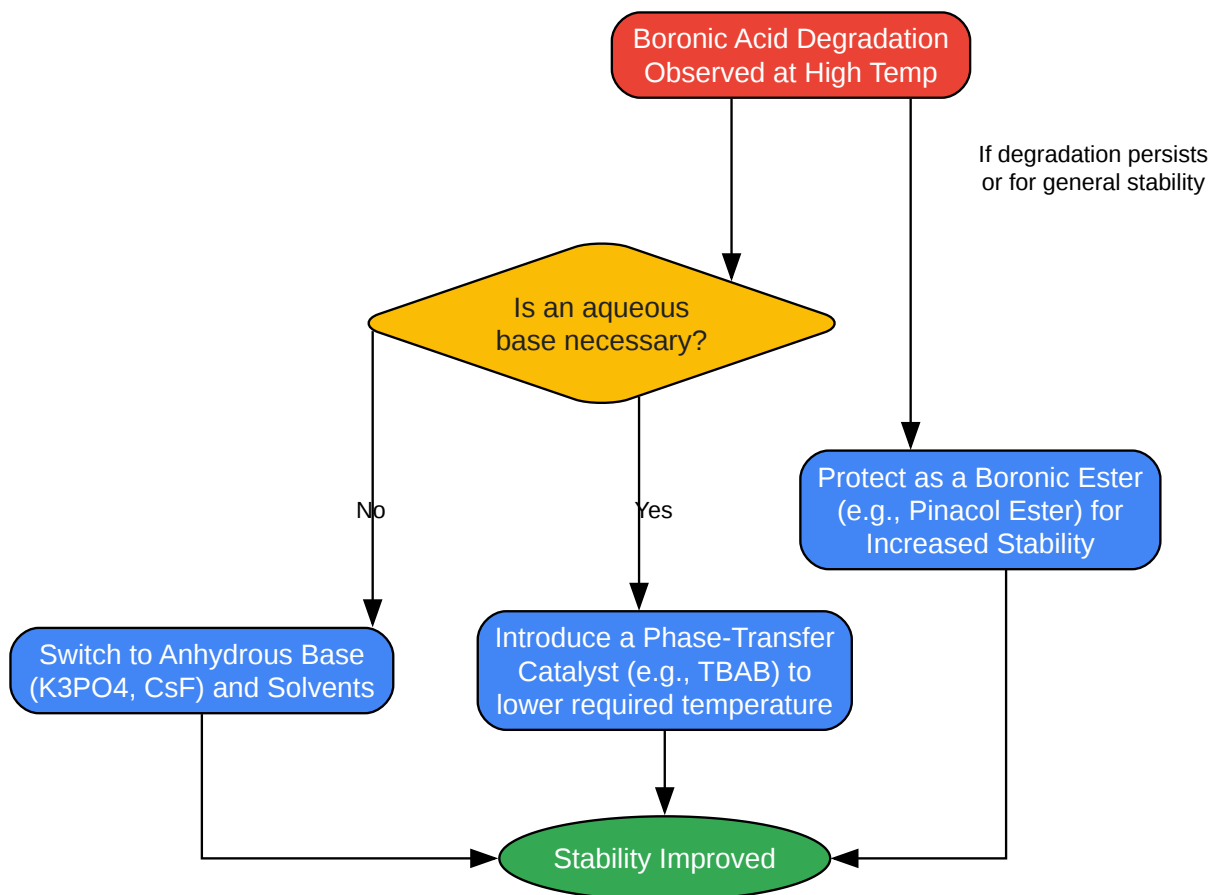 Boronic Acid Degradation
Observed at High Temp
If degradation persists
or for general stability
Is an aqueous
base necessary?
No
Yes
Protect as a Boronic Ester
(e.g., Pinacol Ester) for
Increased Stability
Switch to Anhydrous Base
(K3PO4, CsF) and Solvents
Introduce a Phase-Transfer
Catalyst (e.g., TBAB) to
lower required temperature
Stability Improved